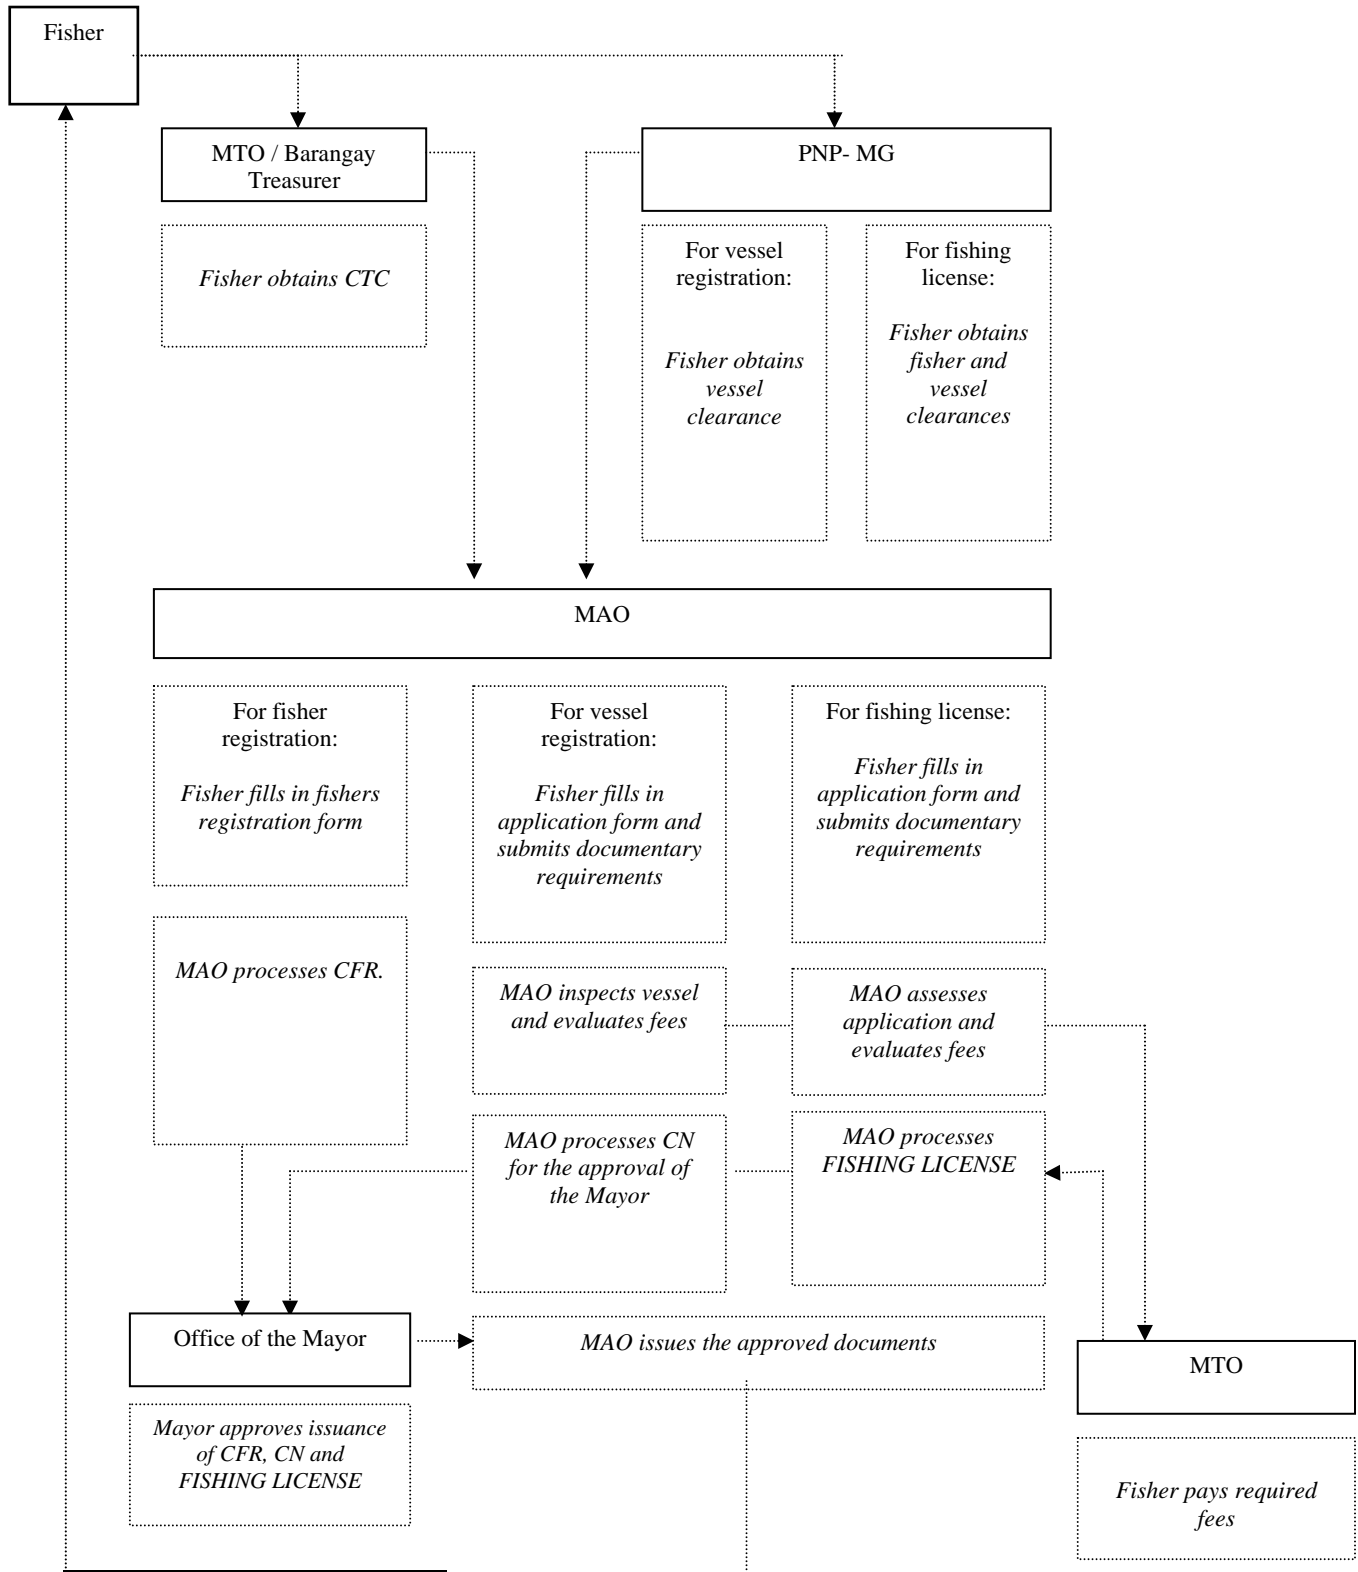 Fisher
MTO / Barangay
Treasurer
PNP- MG
Fisher obtains CTC
For vessel
registration:
Fisher obtains
vessel
clearance
For fishing
license:
Fisher obtains
fisher and
vessel
clearances
MAO
For fisher
registration:
Fisher fills in fishers
registration form
For vessel
registration:
Fisher fills in
application form and
submits documentary
requirements
For fishing license:
Fisher fills in
application form and
submits documentary
requirements
MAO processes CFR.
MAO inspects vessel
and evaluates fees
MAO assesses
application and
evaluates fees
MAO processes CN
for the approval of
the Mayor
MAO processes
FISHING LICENSE
Office of the Mayor
MAO issues the approved documents
MTO
Mayor approves issuance
of CFR, CN and
FISHING LICENSE
Fisher pays required
fees